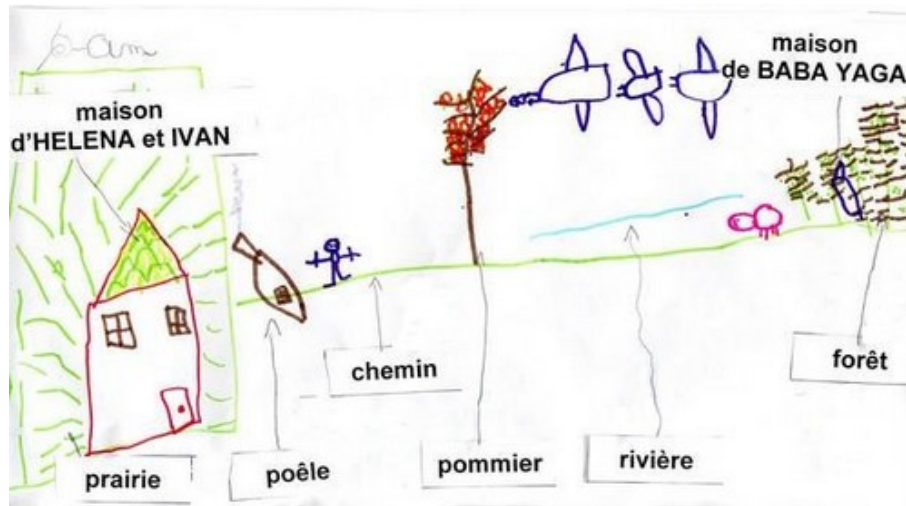 maison
d'HELENA et IVAN
maison
de BABA YAGA
chemin
forêt
prairie
poêle
pommier
rivière